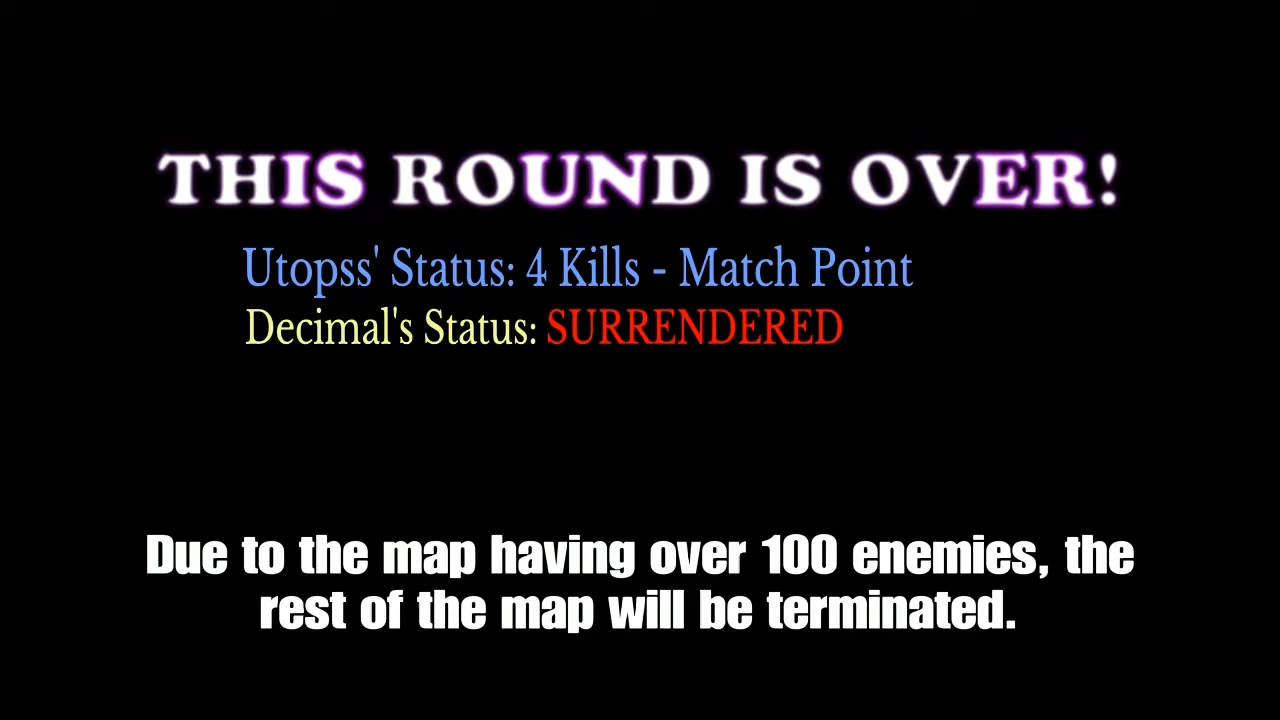 THIS ROUND IS OVER!
Utopss' Status: 4 Kills - Match Point
Decimal's Status: SURRENDERED
Due to the map having over 100 enemies, the
rest of the map will be terminated.